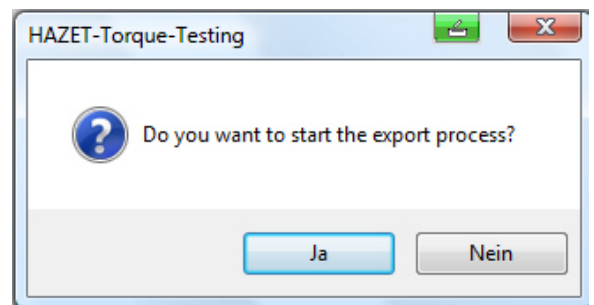 HAZET-Torque-Testing
Do you want to start the export process?
Ja
Nein